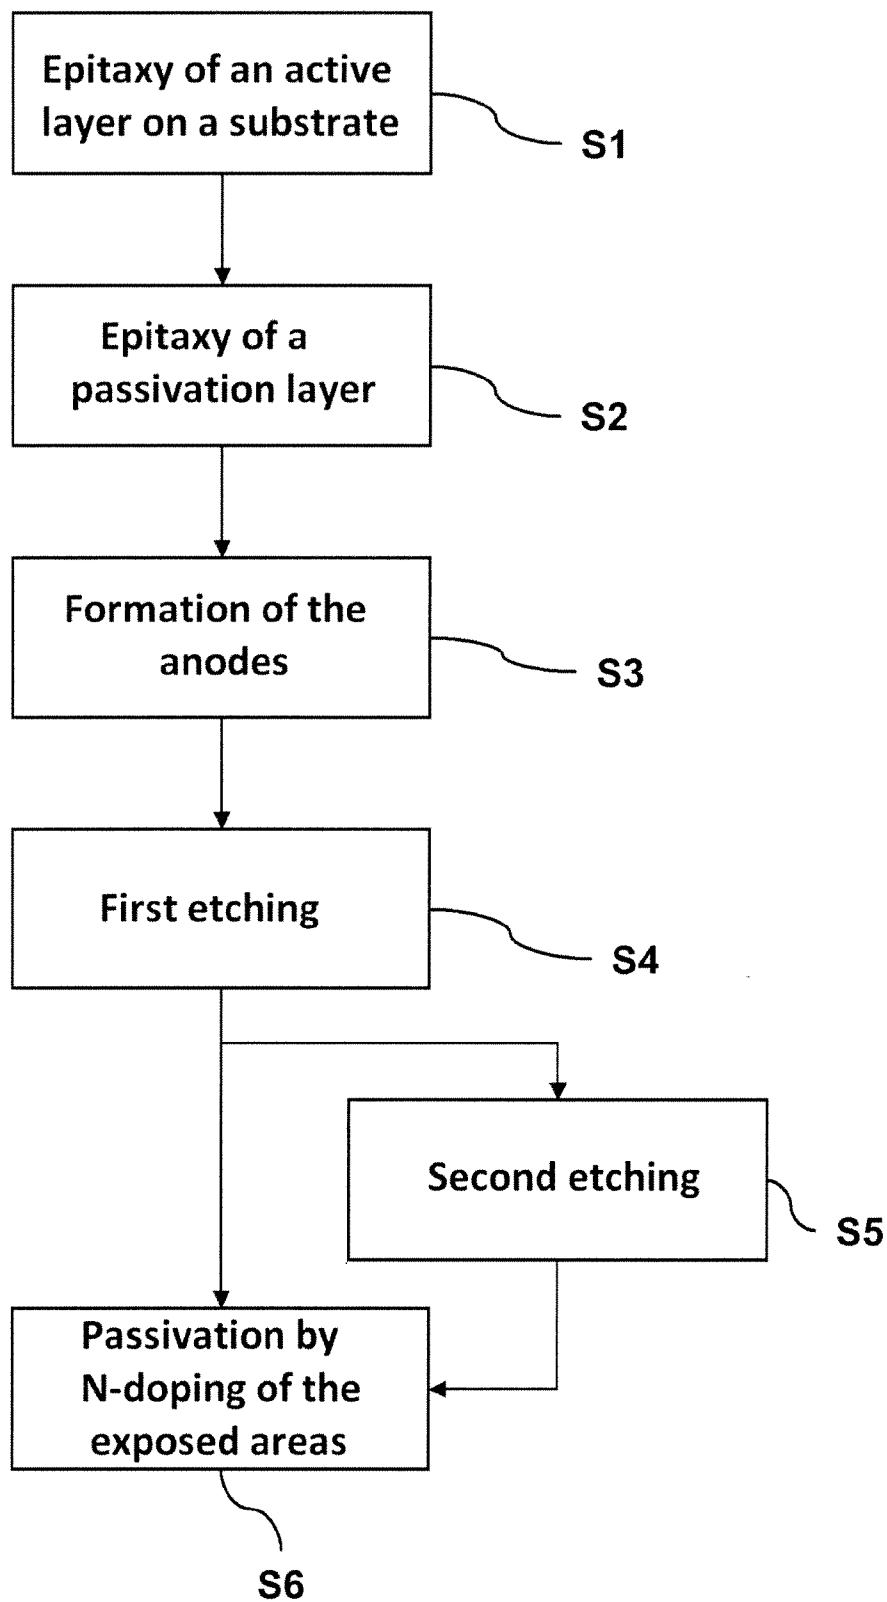 Epitaxy of an active
layer on a substrate
S1
Epitaxy of a
passivation layer
S2
Formation of the
anodes
S3
First etching
S4
Second etching
S5
Passivation by
N-doping of the
exposed areas
S6